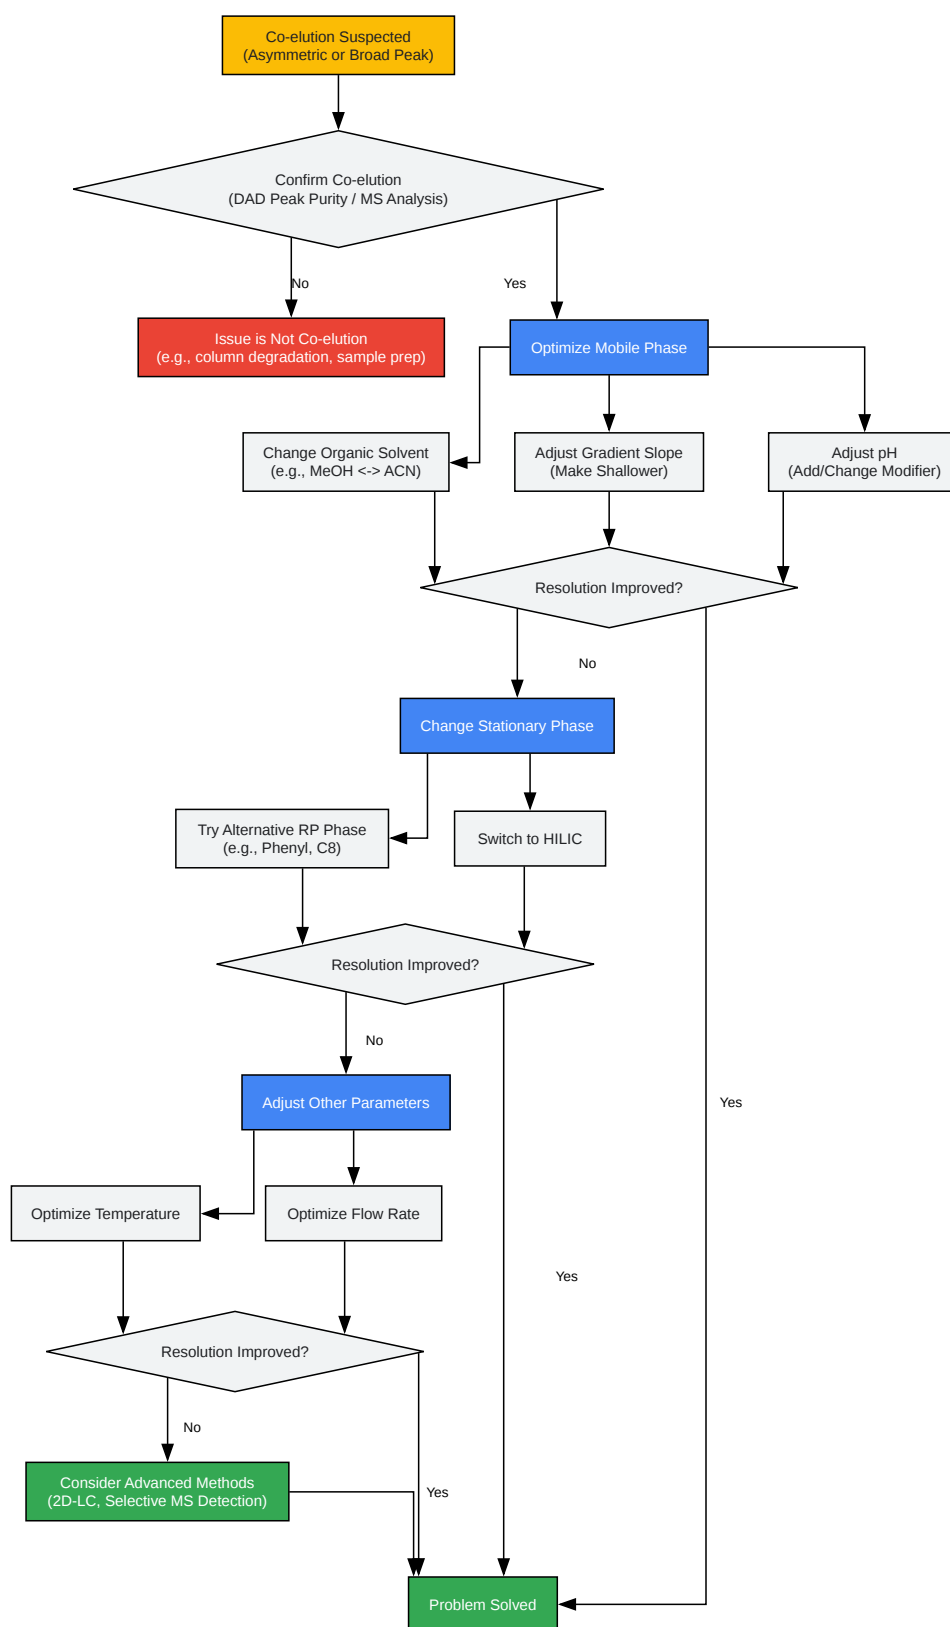 Co-elution Suspected
(Asymmetric or Broad Peak)
Confirm Co-elution
(DAD Peak Purity / MS Analysis)
No
Yes
Issue is Not Co-elution
(e.g., column degradation, sample prep)
Optimize Mobile Phase
Change Organic Solvent
(e.g., MeOH <-> ACN)
Adjust Gradient Slope
(Make Shallower)
Adjust pH
(Add/Change Modifier)
Resolution Improved?
No
Change Stationary Phase
Try Alternative RP Phase
(e.g., Phenyl, C8)
Switch to HILIC
Resolution Improved?
No
Adjust Other Parameters
Yes
Optimize Temperature
Optimize Flow Rate
Yes
Resolution Improved?
No
Consider Advanced Methods
(2D-LC, Selective MS Detection)
Yes
Problem Solved